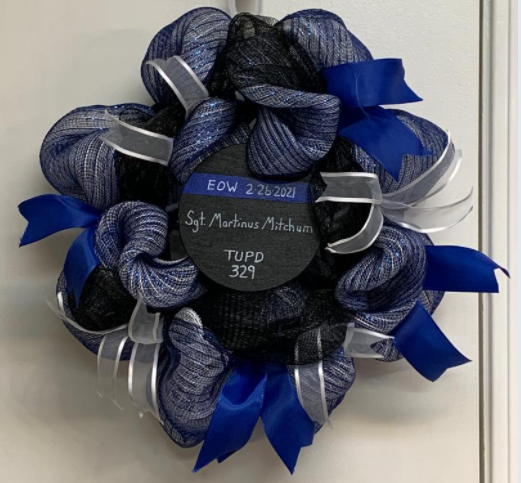 EOW 2-26-2021
Sgt. Martinus Mitchum
TUPD
329